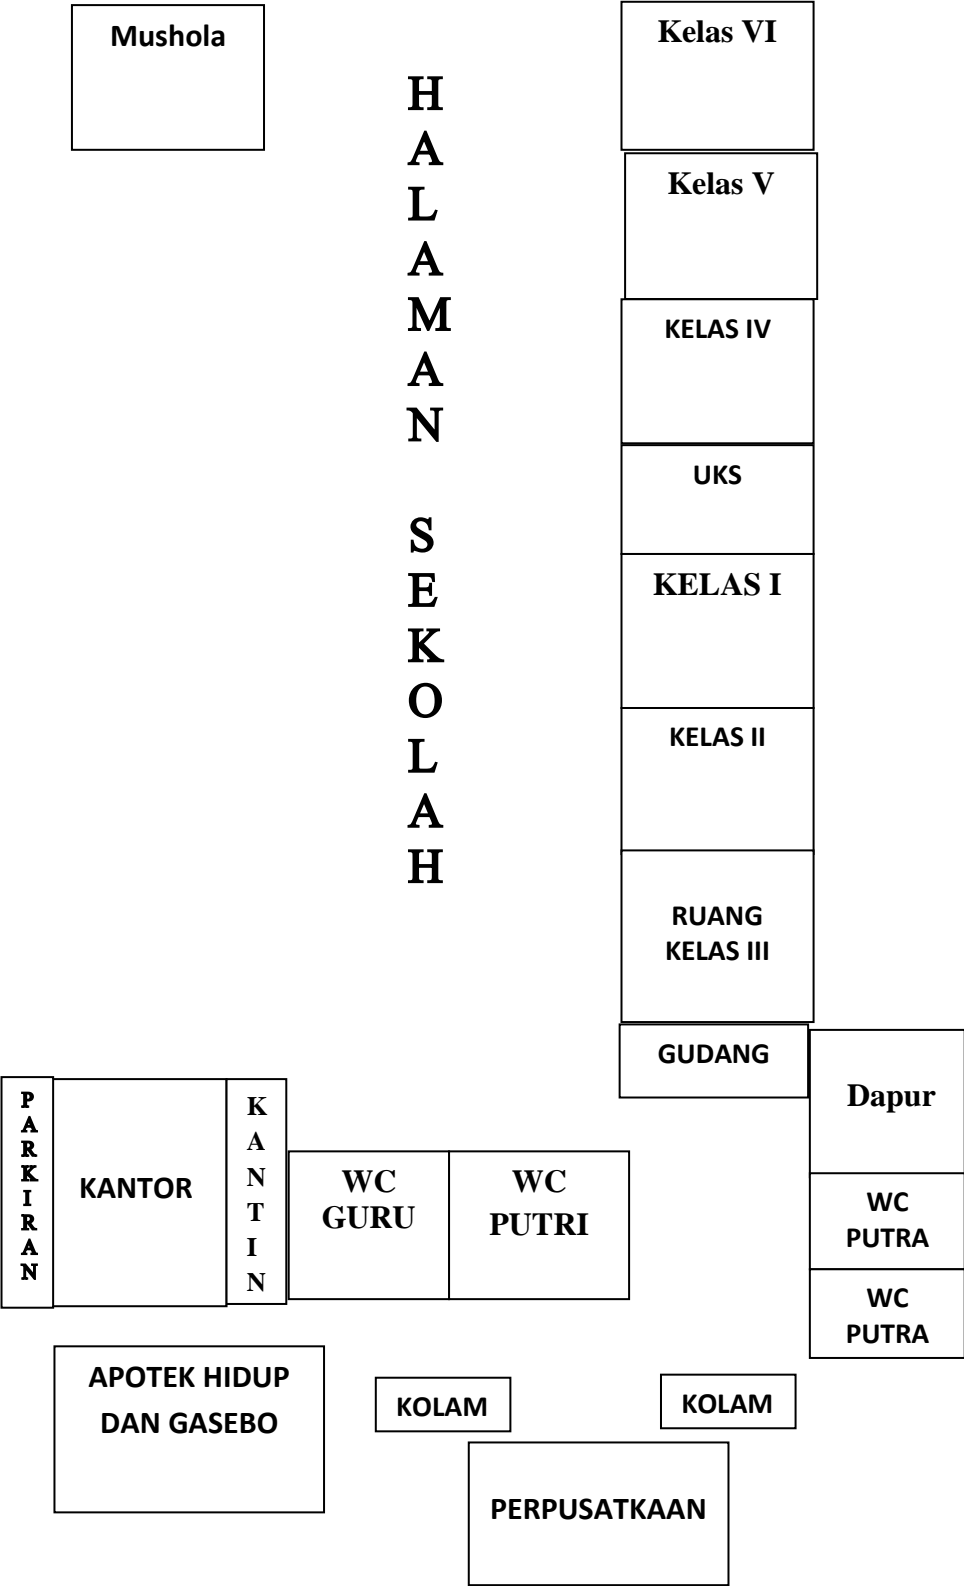 Mushola
Kelas VI
HALAMAN SEKOLAH
Kelas V
KELAS IV
UKS
KELAS I
KELAS II
RUANG
KELAS III
GUDANG
Dapur
PARKIRAN
KANTOR
KANTIN
WC
GURU
WC
PUTRI
WC
PUTRA
WC
PUTRA
APOTEK HIDUP
DAN GASEBO
KOLAM
KOLAM
PERPUSATKAAN